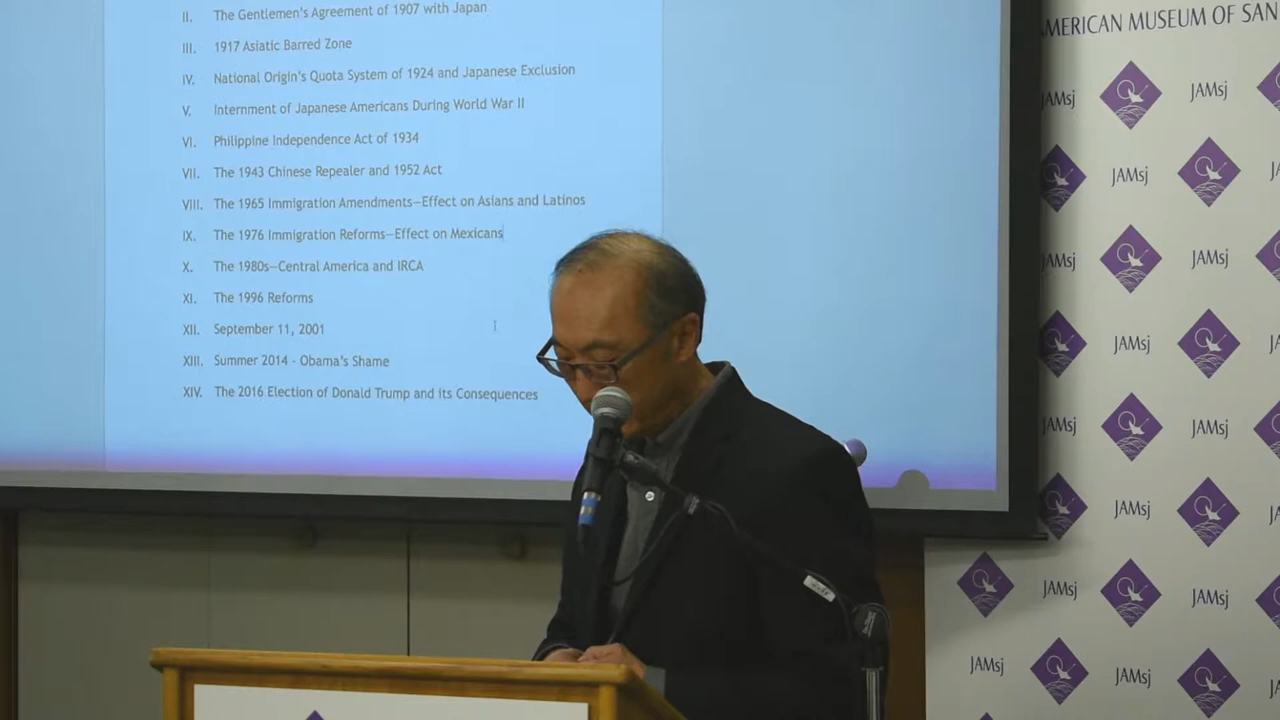 II. The Gentlemen's Agreement of 1907 with Japan
III. 1917 Asiatic Barred Zone
IV. National Origin's Quota System of 1924 and Japanese Exclusion
V. Internment of Japanese Americans During World War II
VI. Philippine Independence Act of 1934
VII. The 1943 Chinese Repealer and 1952 Act
VIII. The 1965 Immigration Amendments—Effect on Asians and Latinos
IX. The 1976 Immigration Reforms—Effect on Mexicans
X. The 1980s—Central America and IRCA
XI. The 1996 Reforms
XII. September 11, 2001
XIII. Summer 2014 - Obama's Shame
XIV. The 2016 Election of Donald Trump and its Consequences
AMERICAN MUSEUM OF SAN
JAMsj JAMsj
JAMsj
JAMsj JAMsj
JAMsj
JAMsj JAMsj
JAMsj
JAMsj JAMsj
JAMsj JAMsj